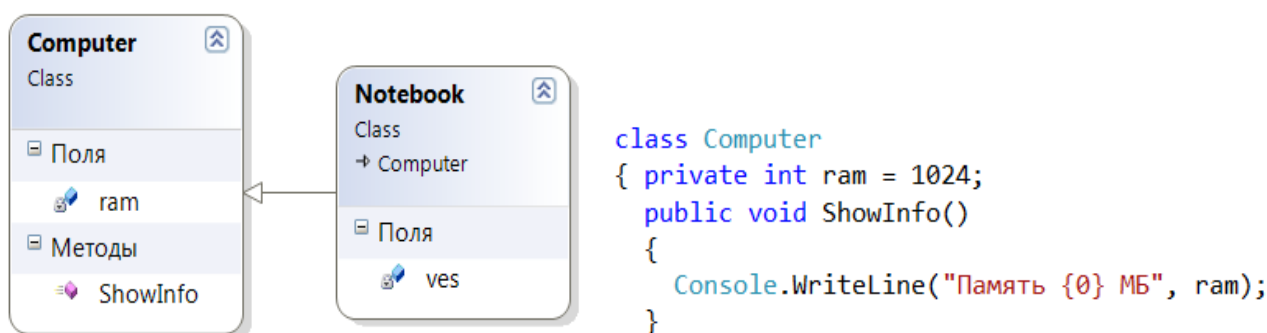 Computer
Class
Поля
ram
Методы
ShowInfo
Notebook
Class
Computer
Поля
ves
class Computer
{ private int ram = 1024;
public void ShowInfo()
{
Console.WriteLine("Память {0} МБ", ram);
}